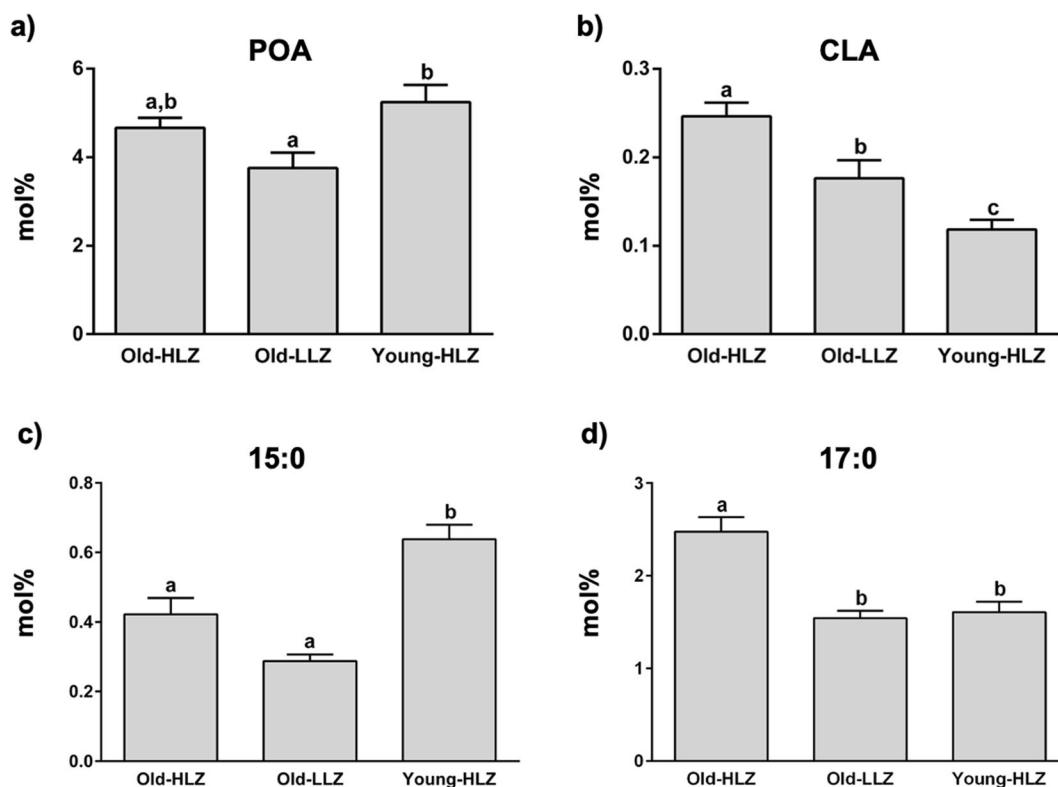 a)
POA
mol%
6
4
2
0
a,b
a
b
Old-HLZ Old-LLZ Young-HLZ
b)
CLA
mol%
0.3
0.2
0.1
0.0
a
b
c
Old-HLZ Old-LLZ Young-HLZ
c)
15:0
mol%
0.8
0.6
0.4
0.2
0.0
a
a
b
Old-HLZ Old-LLZ Young-HLZ
d)
17:0
mol%
3
2
1
0
a
b
b
Old-HLZ Old-LLZ Young-HLZ